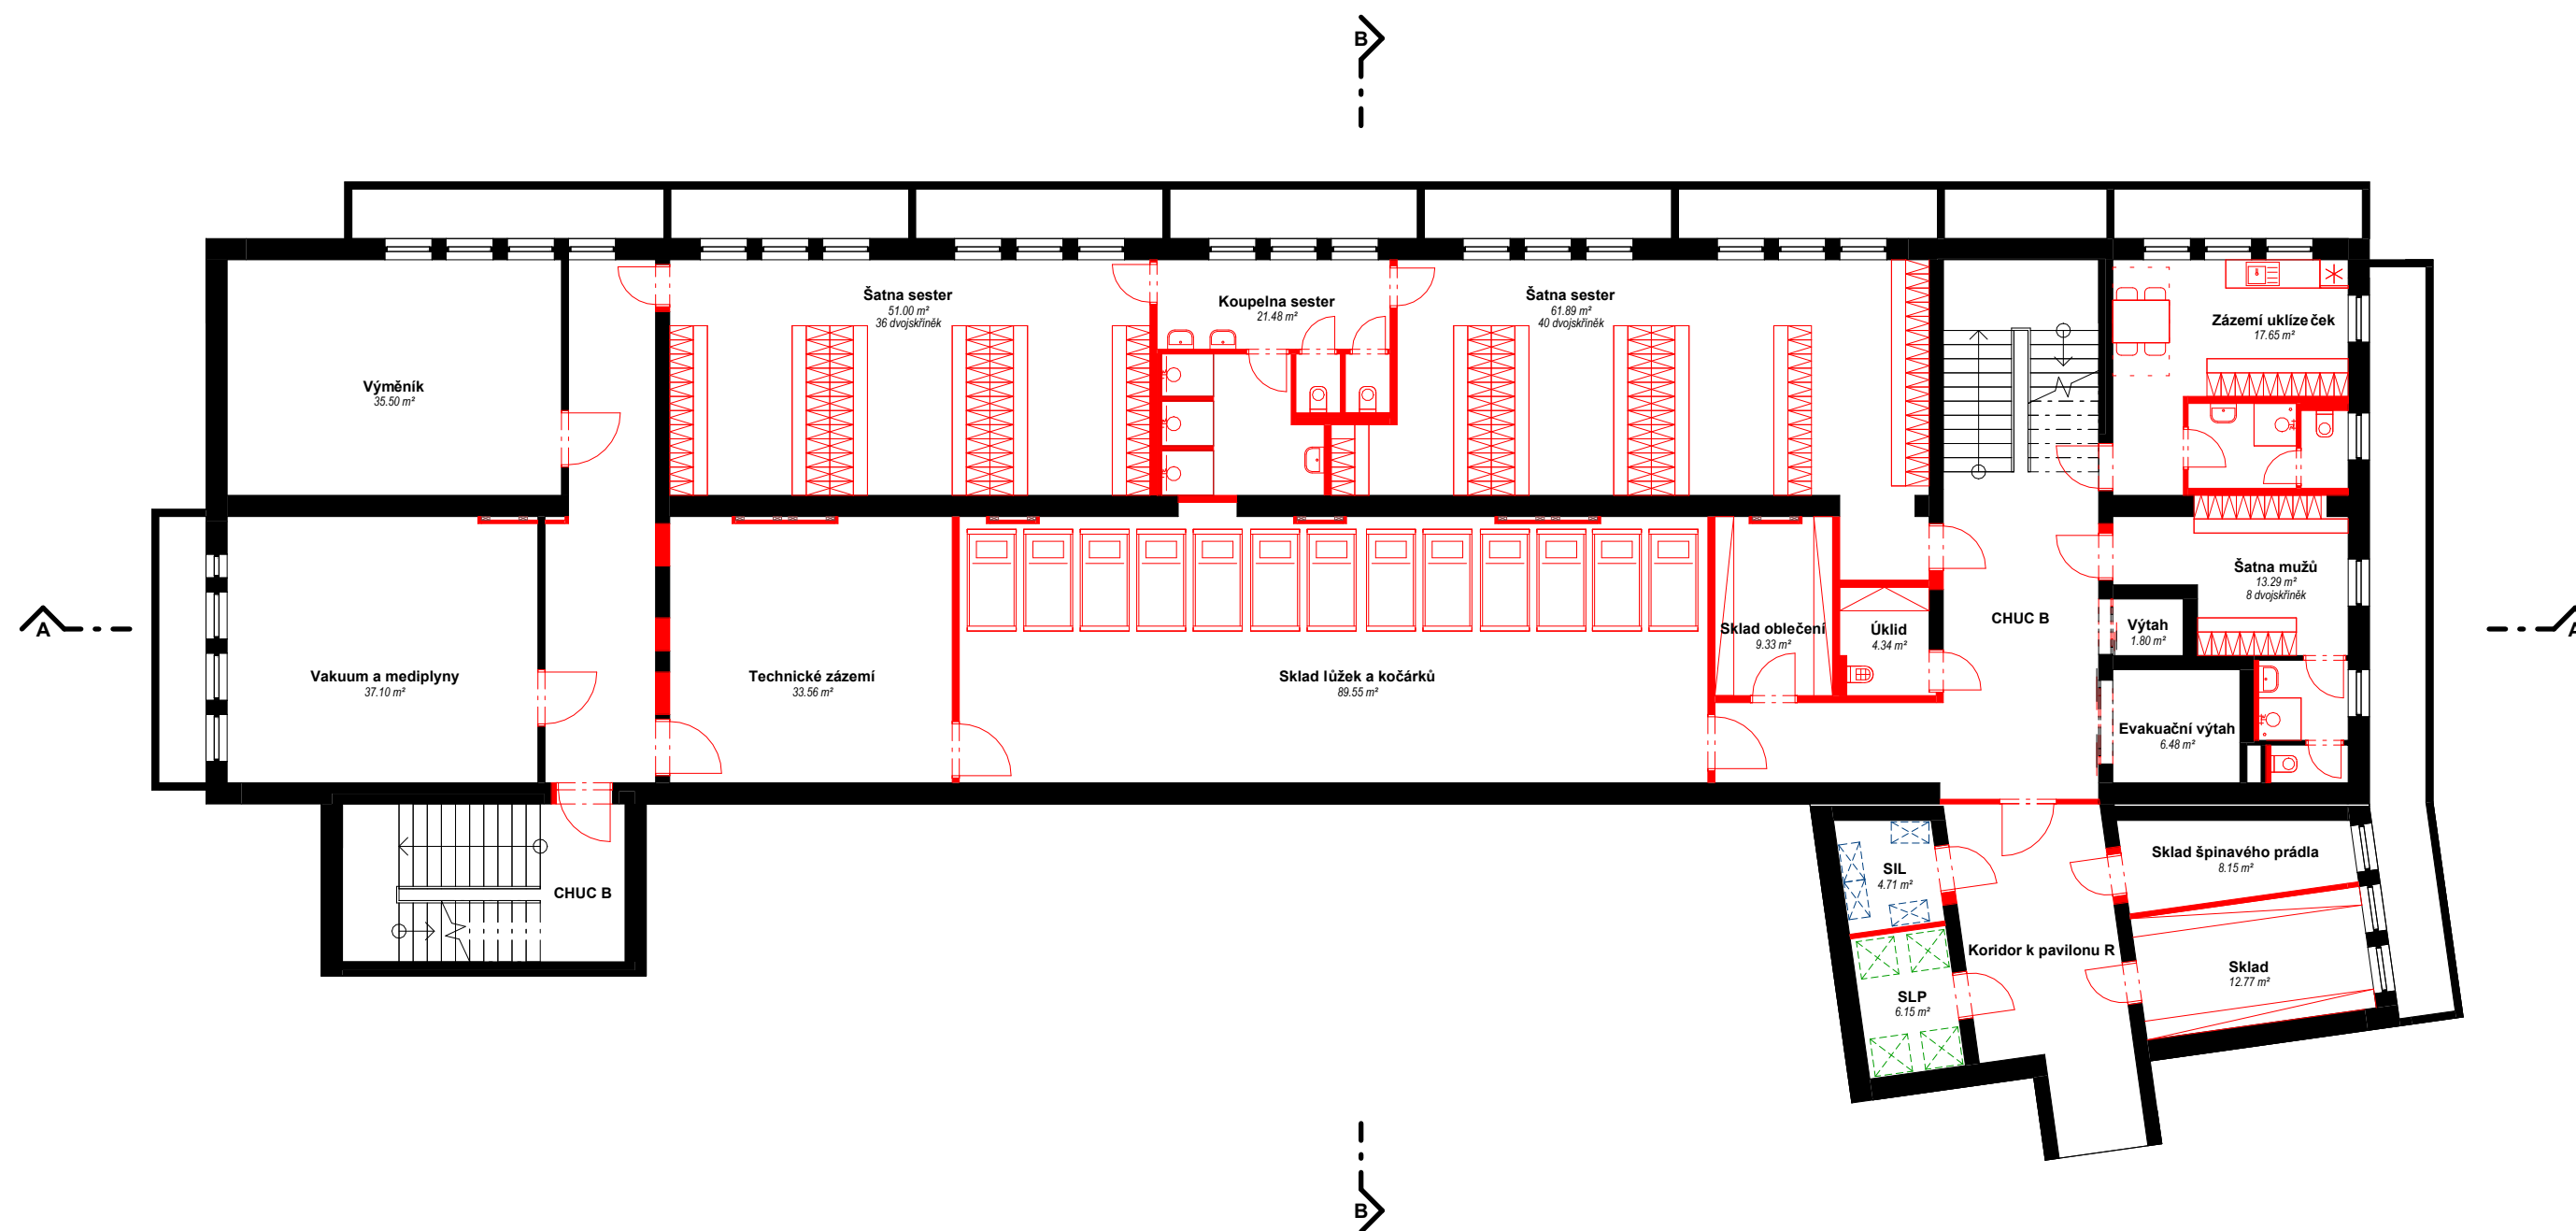 B
Šatna sester
51.00 m²
36 dvojskříněk
Koupelna sester
21.48 m²
Šatna sester
61.89 m²
40 dvojskříněk
Zázemí uklízeček
17.65 m²
Výměník
35.50 m²
Šatna mužů
13.29 m²
8 dvojskříněk
CHUC B
A
Výtah
1.80 m²
Sklad oblečení
9.33 m²
Úklid
4.34 m²
A
Vakuum a mediplyny
37.10 m²
Technické zázemí
33.56 m²
Sklad lůžek a kočárků
89.55 m²
Evakuační výtah
6.48 m²
CHUC B
SIL
4.71 m²
Sklad špinavého prádla
8.15 m²
Koridor k pavilonu R
Sklad
12.77 m²
SLP
6.15 m²
B